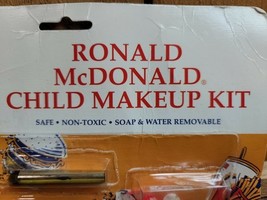 RONALD
McDONALD®
CHILD MAKEUP KIT
SAFE • NON-TOXIC • SOAP & WATER REMOVABLE